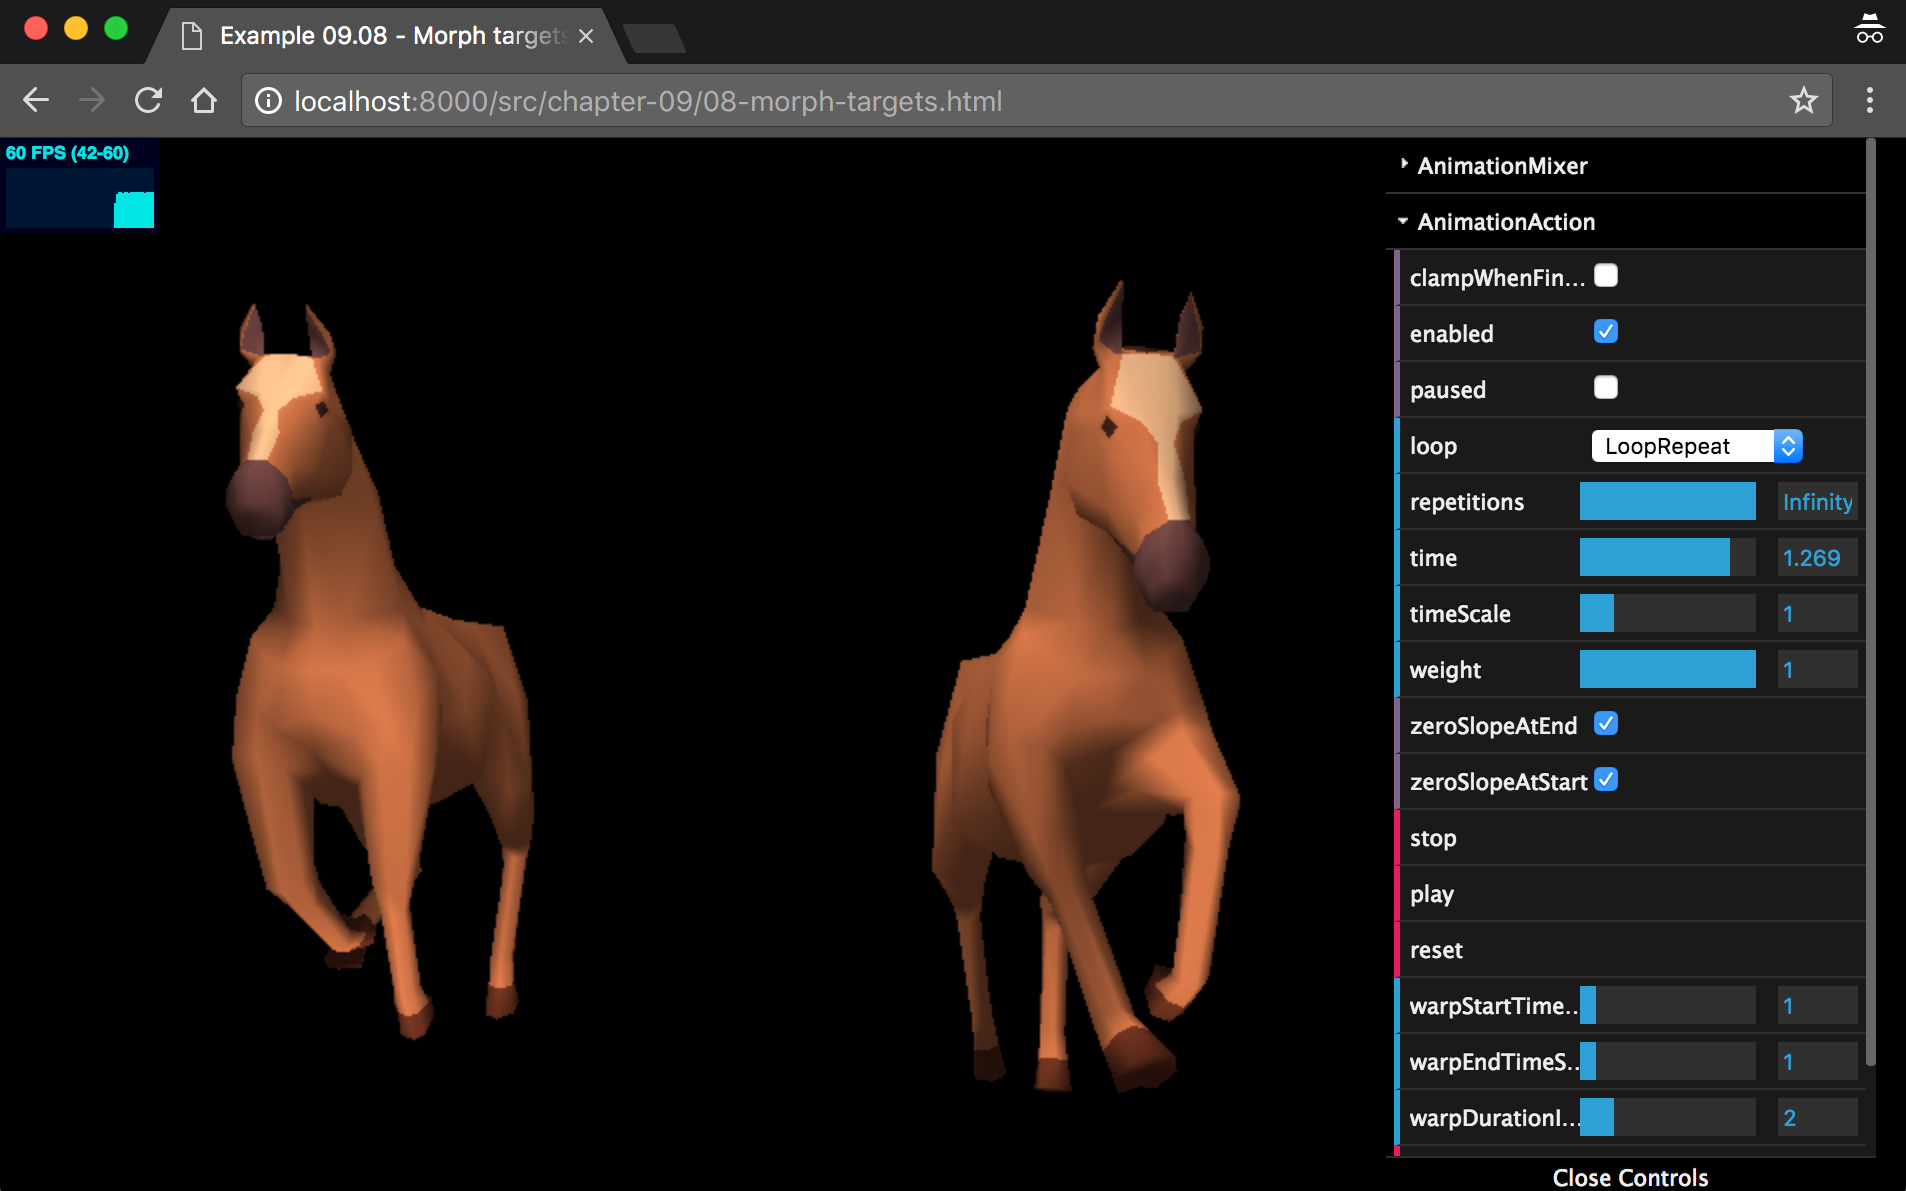 Example 09.08 - Morph targets
localhost:8000/src/chapter-09/08-morph-targets.html
60 FPS (42-60)
AnimationMixer
AnimationAction
clampWhenFin...
enabled
paused
loop LoopRepeat
repetitions Infinity
time 1.269
timeScale 1
weight 1
zeroSlopeAtEnd
zeroSlopeAtStart
stop
play
reset
warpStartTime... 1
warpEndTimeS... 1
warpDurationI... 2
Close Controls